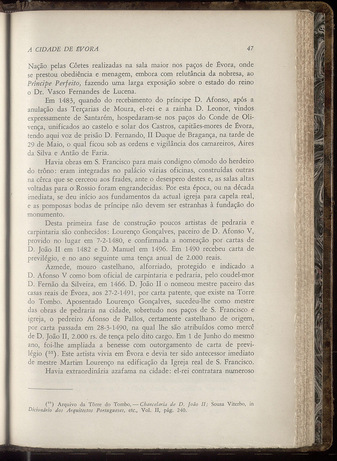 A CIDADE DE EVORA 47
Nação pelas Côrtes realizadas na sala maior nos paços de Évora, onde
se prestou obediência e menagem, embora com relutância da nobreza, ao
Príncipe Perfeito, fazendo uma larga exposição sobre o estado do reino
o Dr. Vasco Fernandes de Lucena.
Em 1483, quando do recebimento do príncipe D. Afonso, após a
anulação das Terçarias de Moura, el-rei e a rainha D. Leonor, vindos
expressamente de Santarém, hospedaram-se nos paços do Conde de Oli-
vença, unificados ao castelo e solar dos Castros, capitães-mores de Évora,
tendo aqui voz de prisão D. Fernando, II Duque de Bragança, na tarde de
29 de Maio, o qual ficou sob as ordens e vigilância dos camareiros, Aires
da Silva e Antão de Faria.
Havia obras em S. Francisco para mais condigno cómodo do herdeiro
do trôno: eram integradas no palácio várias oficinas, construídas outras
na cêrca que se cerceou aos frades, ante o desespero destes e, as salas altas
voltadas para o Rossio foram engrandecidas. Por esta época, ou na década
imediata, se deu início aos fundamentos da actual igreja para capela real,
e as pomposas bodas de príncipe não devem ser estranhas à fundação do
monumento.
Desta primeira fase de construção poucos artistas de pedraria e
carpintaria são conhecidos: Lourenço Gonçalves, paceiro de D. Afonso V,
provido no lugar em 7-2-1480, e confirmada a nomeação por cartas de
D. João II em 1482 e D. Manuel em 1496. Em 1490 recebeu carta de
previlégio, e no ano seguinte uma tença anual de 2.000 reais.
Azmede, mouro castelhano, alforriado, protegido e indicado a
D. Afonso V como bom oficial de carpintaria e pedraria, pelo coudel-mor
D. Fernão da Silveira, em 1466. D. João II o nomeou mestre paceiro das
casas reais de Évora, aos 27-2-1491, por carta patente, que existe na Torre
do Tombo. Aposentado Lourenço Gonçalves, sucedeu-lhe como mestre
das obras de pedraria na cidade, sobretudo nos paços de S. Francisco e
igreja, o pedreiro Afonso de Pallos, certamente castelhano de origem,
por carta passada em 28-3-1490, na qual lhe são atribuídos como mercê
de D. João II, 2.000 rs. de tença pelo dito cargo. Em 1 de Junho do mesmo
ano, foi-lhe ampliada a benesse com outorgamento de carta de previ-
légio (). Este artista vivia em Évora e devia ter sido antecessor imediato
de mestre Martim Lourenço na edificação da Igreja real de S. Francisco.
Havia extraordinária azafama na cidade: el-rei contratara numeroso
() Arquivo da Tôrre do Tombo, — Chancelaria de D. João II: Sousa Viterbo, in
Dicionário dos Arquitectos Portugueses, etc., Vol. II, pág. 240.